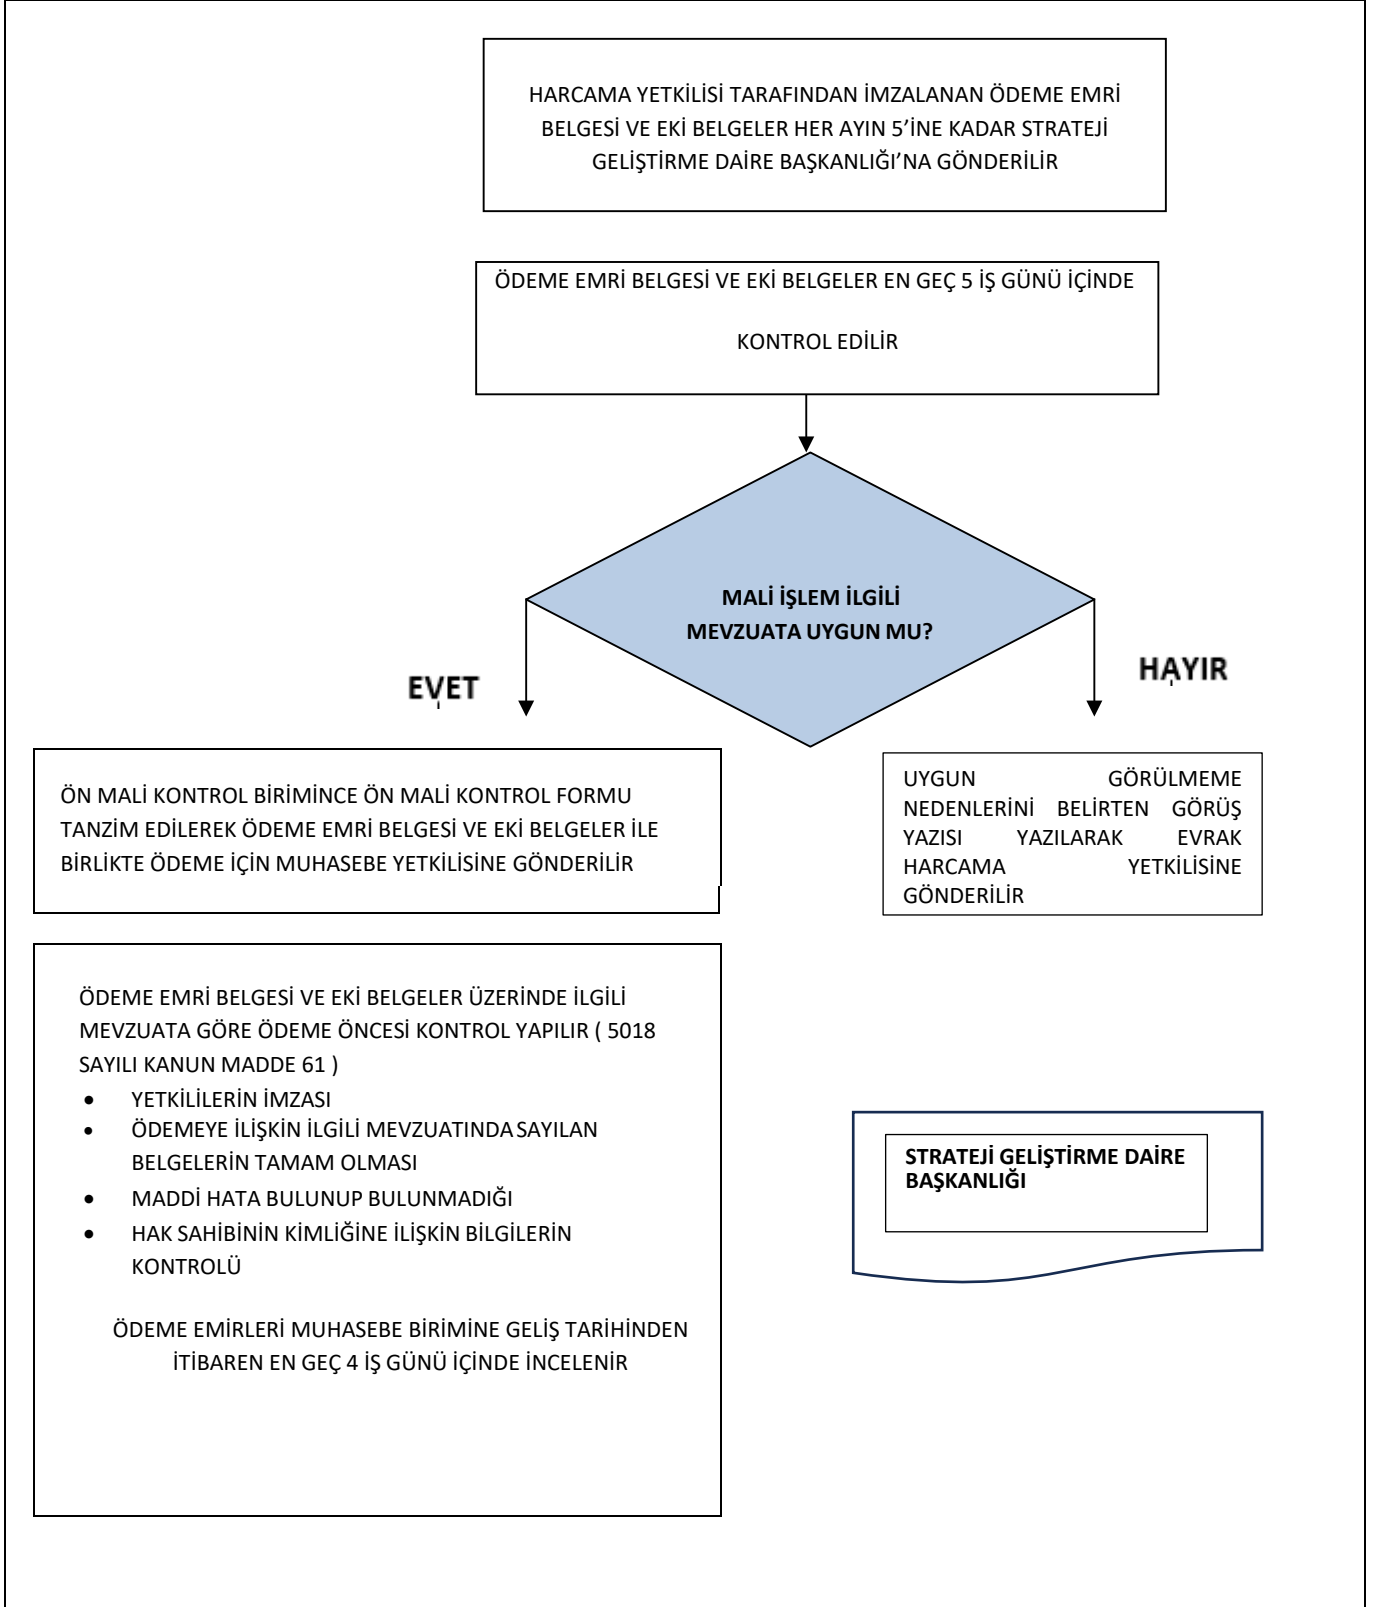 HARCAMA YETKİLİSİ TARAFINDAN İMZALANAN ÖDEME EMRİ
BELGESİ VE EKİ BELGELER HER AYIN 5’İNE KADAR STRATEJİ
GELİŞTİRME DAİRE BAŞKANLIĞI’NA GÖNDERİLİR
ÖDEME EMRİ BELGESİ VE EKİ BELGELER EN GEÇ 5 İŞ GÜNÜ İÇİNDE
KONTROL EDİLİR
MALİ İŞLEM İLGİLİ
MEVZUATA UYGUN MU?
EVET
HAYIR
ÖN MALİ KONTROL BİRİMİNCE ÖN MALİ KONTROL FORMU
TANZİM EDİLEREK ÖDEME EMRİ BELGESİ VE EKİ BELGELER İLE
BİRLİKTE ÖDEME İÇİN MUHASEBE YETKİLİSİNE GÖNDERİLİR
UYGUN GÖRÜLMEME
NEDENLERİNİ BELİRTEN GÖRÜŞ
YAZISI YAZILARAK EVRAK
HARCAMA YETKİLİSİNE
GÖNDERİLİR
ÖDEME EMRİ BELGESİ VE EKİ BELGELER ÜZERİNDE İLGİLİ
MEVZUATA GÖRE ÖDEME ÖNCESİ KONTROL YAPILIR ( 5018
SAYILI KANUN MADDE 61 )
• YETKİLİLERİN İMZASI
• ÖDEMEYE İLİŞKİN İLGİLİ MEVZUATINDA SAYILAN
BELGELERİN TAMAM OLMASI
• MADDİ HATA BULUNUP BULUNMADIĞI
• HAK SAHİBİNİN KİMLİĞİNE İLİŞKİN BİLGİLERİN
KONTROLÜ
ÖDEME EMİRLERİ MUHASEBE BİRİMİNE GELİŞ TARİHİNDEN
İTİBAREN EN GEÇ 4 İŞ GÜNÜ İÇİNDE İNCELENİR
STRATEJİ GELİŞTİRME DAİRE
BAŞKANLIĞI